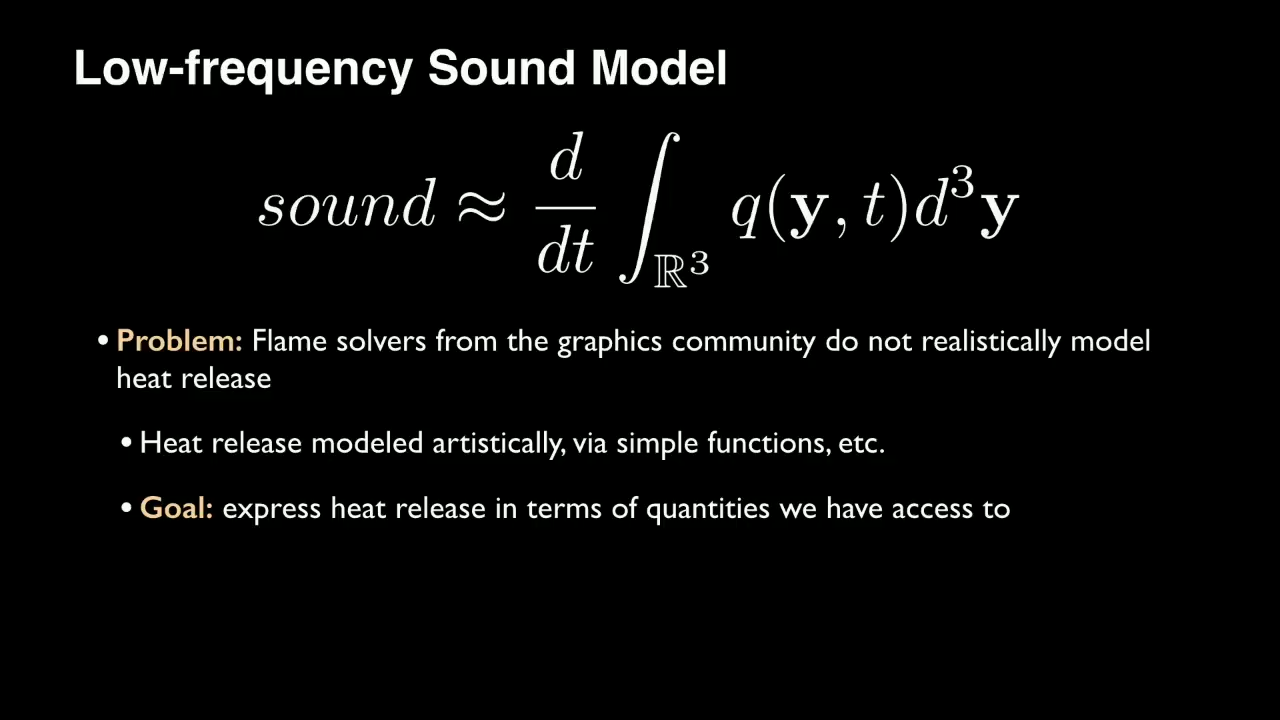 Low-frequency Sound Model
sound ≈ d/dt ∫_{ℝ³} q(𝐲, t)d³𝐲
• Problem: Flame solvers from the graphics community do not realistically model
heat release
• Heat release modeled artistically, via simple functions, etc.
• Goal: express heat release in terms of quantities we have access to